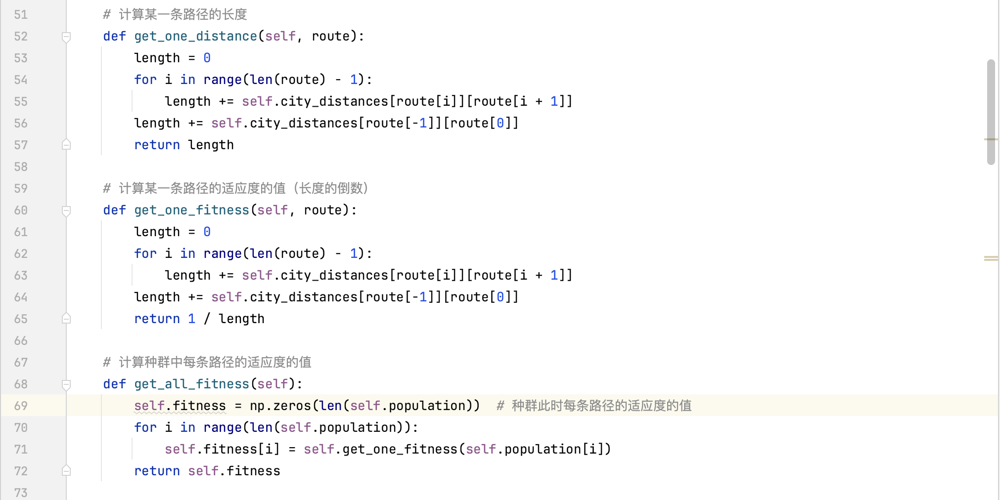 51 # 计算某一条路径的长度
52 def get_one_distance(self, route):
53 length = 0
54 for i in range(len(route) - 1):
55 length += self.city_distances[route[i]][route[i + 1]]
56 length += self.city_distances[route[-1]][route[0]]
57 return length
58
59 # 计算某一条路径的适应度的值（长度的倒数）
60 def get_one_fitness(self, route):
61 length = 0
62 for i in range(len(route) - 1):
63 length += self.city_distances[route[i]][route[i + 1]]
64 length += self.city_distances[route[-1]][route[0]]
65 return 1 / length
66
67 # 计算种群中每条路径的适应度的值
68 def get_all_fitness(self):
69 self.fitness = np.zeros(len(self.population))  # 种群此时每条路径的适应度的值
70 for i in range(len(self.population)):
71 self.fitness[i] = self.get_one_fitness(self.population[i])
72 return self.fitness
73